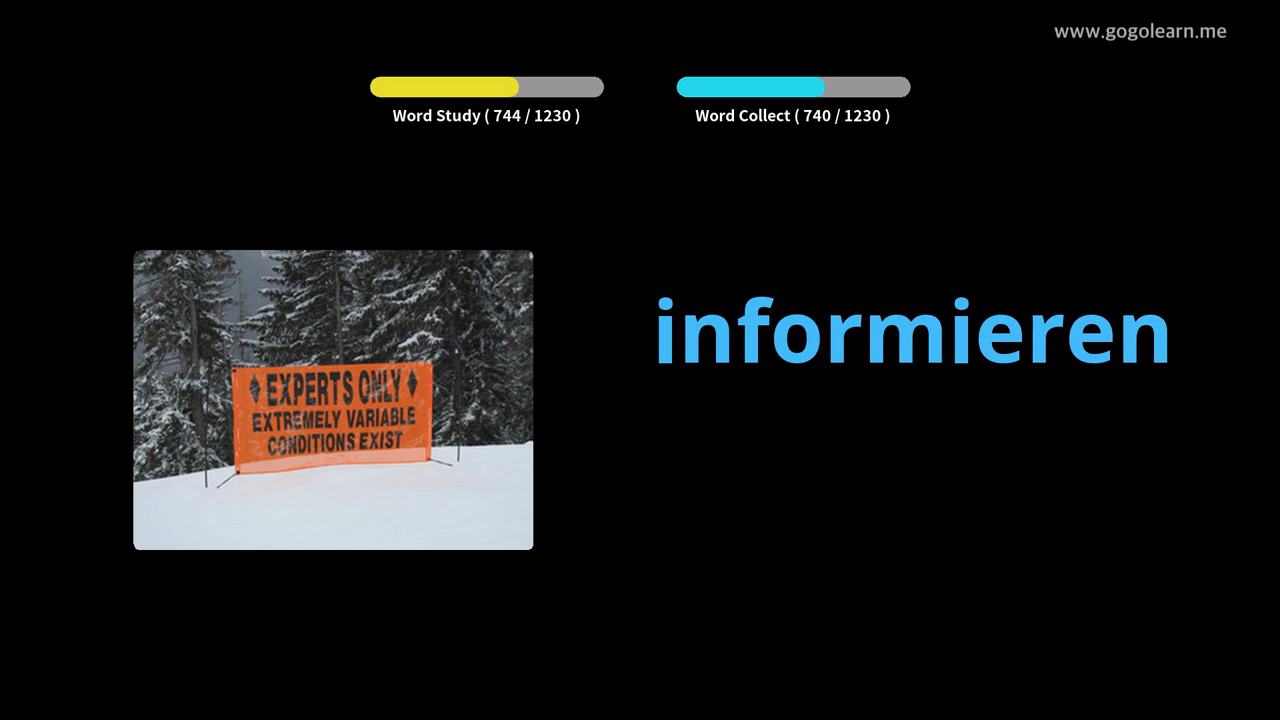 www.gogolearn.me
Word Study ( 744 / 1230 )
Word Collect ( 740 / 1230 )
informieren
EXPERTS ONLY
EXTREMELY VARIABLE
CONDITIONS EXIST